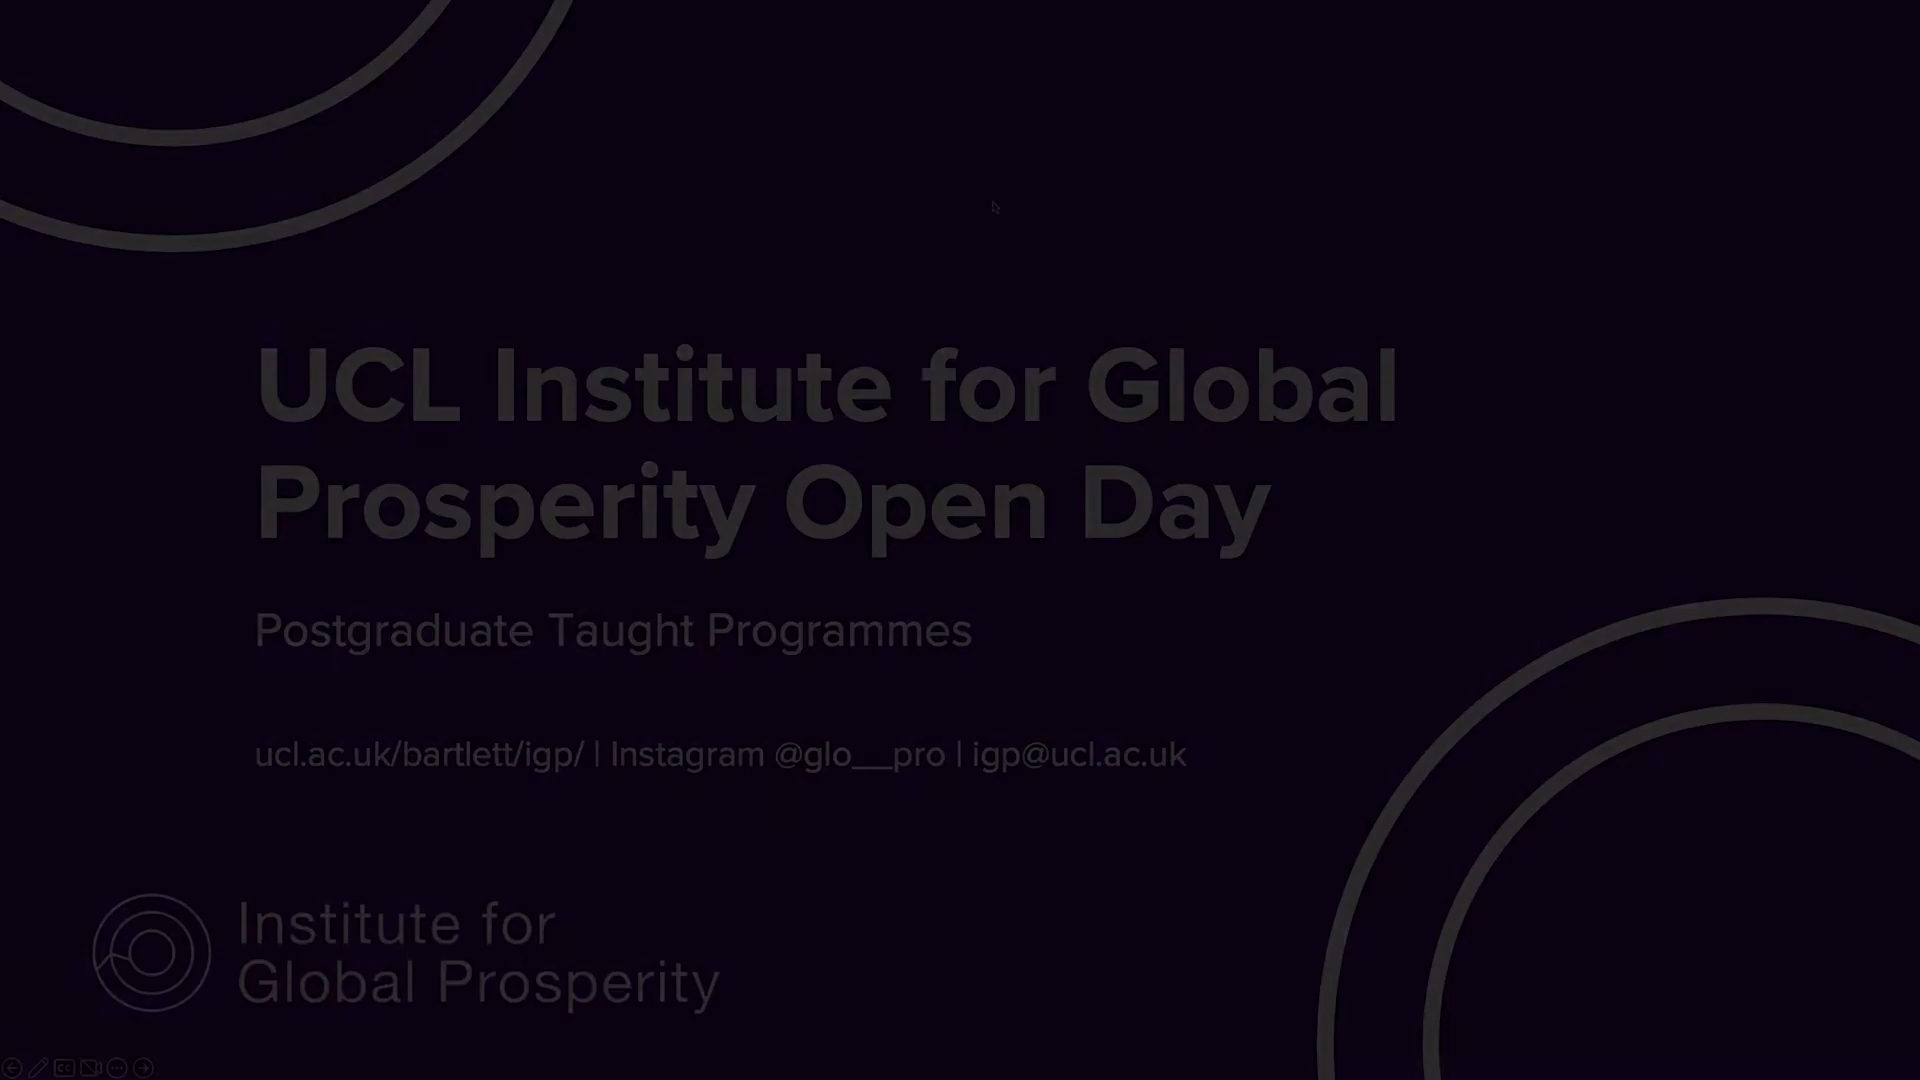 UCL Institute for Global
Prosperity Open Day
Postgraduate Taught Programmes
ucl.ac.uk/bartlett/igp/ | Instagram @glo__pro | igp@ucl.ac.uk
Institute for
Global Prosperity
CC